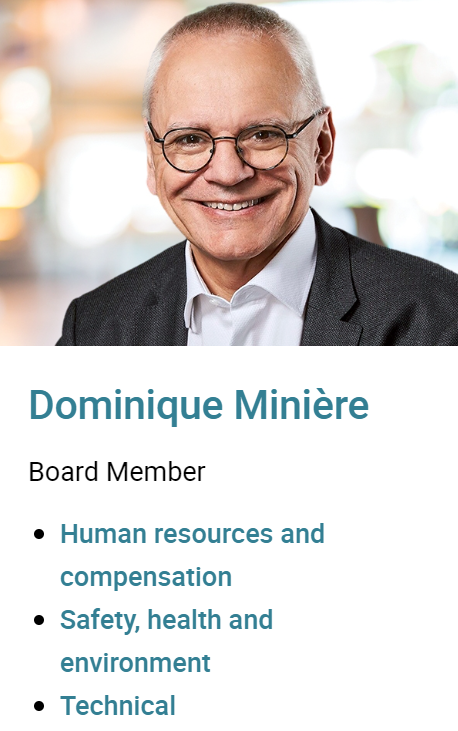 Dominique Minière
Board Member
Human resources and
compensation
Safety, health and
environment
Technical